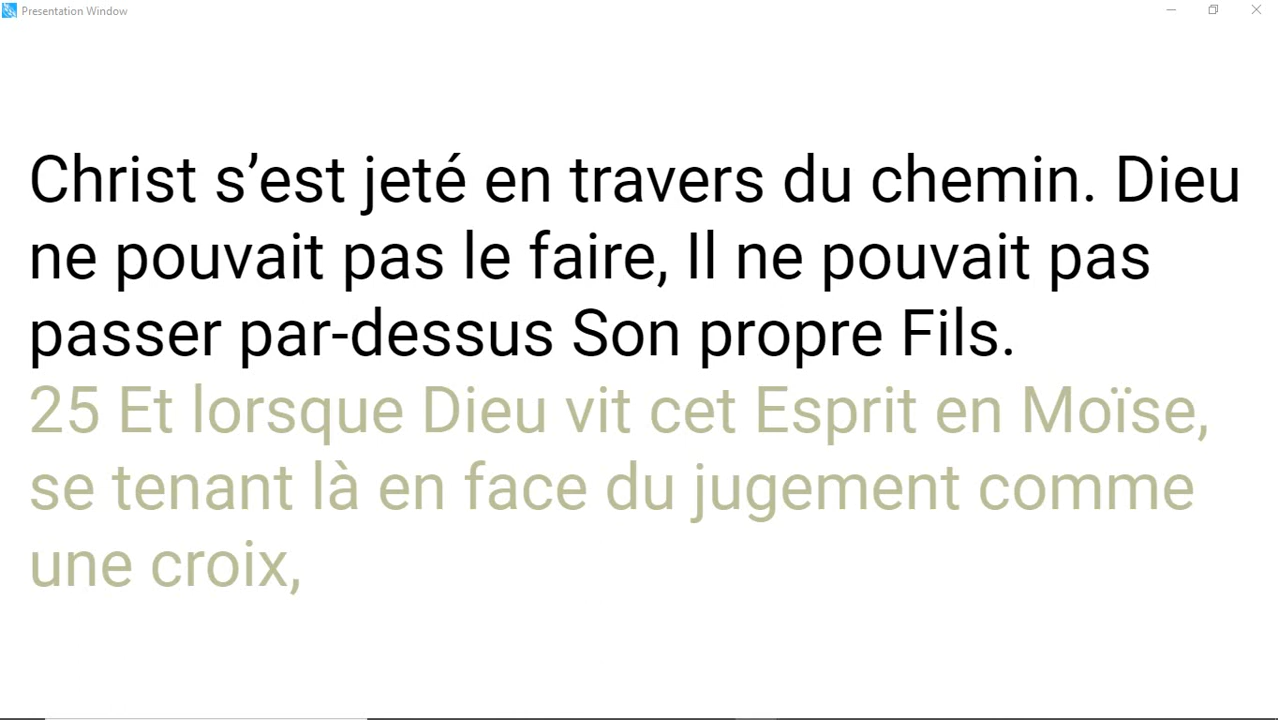 Presentation Window
Christ s’est jeté en travers du chemin. Dieu
ne pouvait pas le faire, Il ne pouvait pas
passer par-dessus Son propre Fils.
25 Et lorsque Dieu vit cet Esprit en Moïse,
se tenant là en face du jugement comme
une croix,